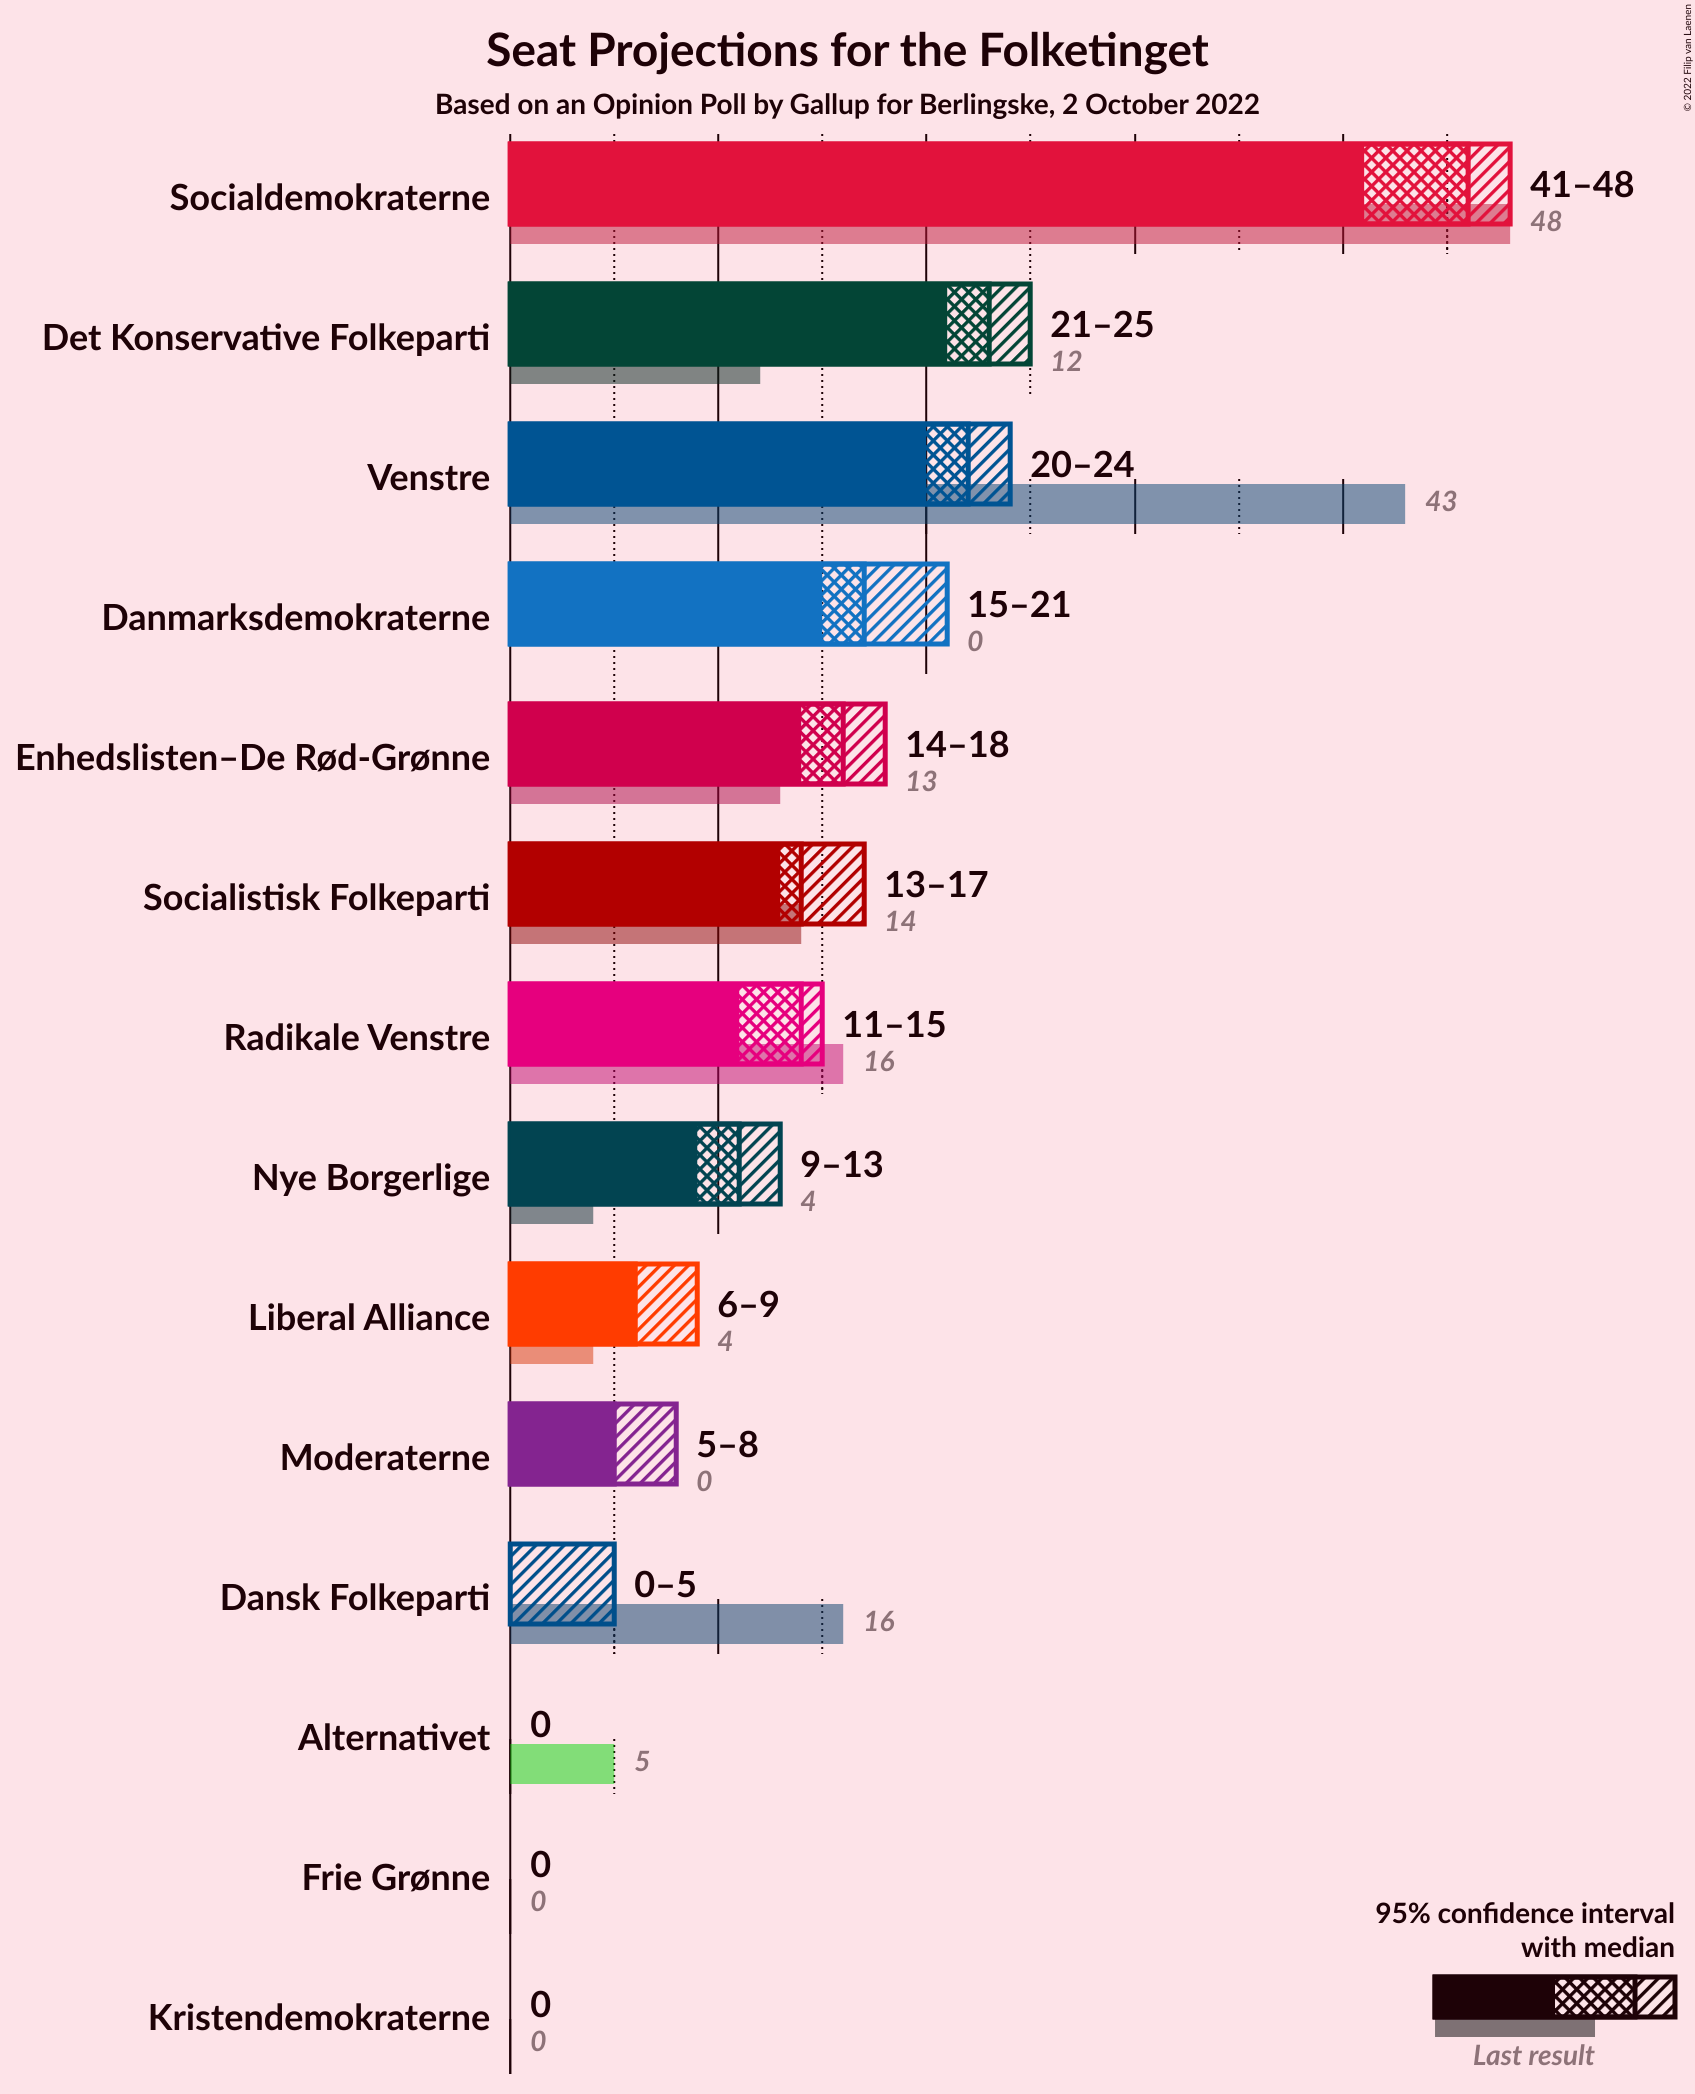 © 2022 Filip van Laenen
Seat Projections for the Folketinget
Based on an Opinion Poll by Gallup for Berlingske, 2 October 2022
Socialdemokraterne
41–48
48
Det Konservative Folkeparti
21–25
12
Venstre
20–24
43
Danmarksdemokraterne
15–21
0
Enhedslisten–De Rød-Grønne
14–18
13
Socialistisk Folkeparti
13–17
14
Radikale Venstre
11–15
16
Nye Borgerlige
9–13
4
Liberal Alliance
6–9
4
Moderaterne
5–8
0
Dansk Folkeparti
0–5
16
Alternativet
0
5
Frie Grønne
0
0
Kristendemokraterne
0
0
95% confidence interval
with median
Last result